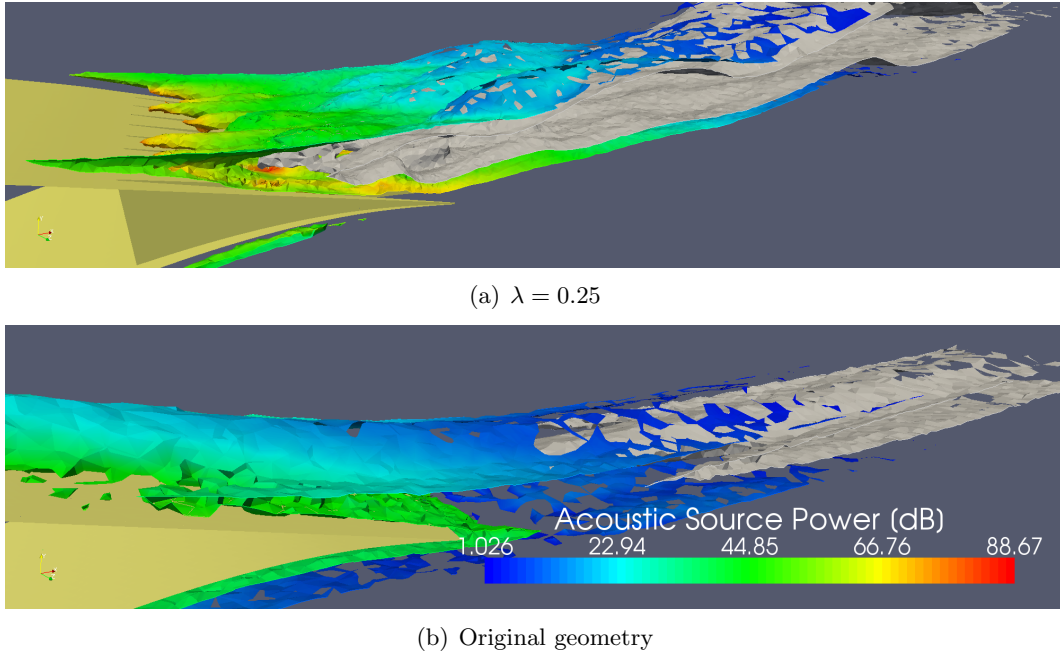 (a) λ = 0.25
Acoustic Source Power (dB)
1.026 22.94 44.85 66.76 88.67
(b) Original geometry